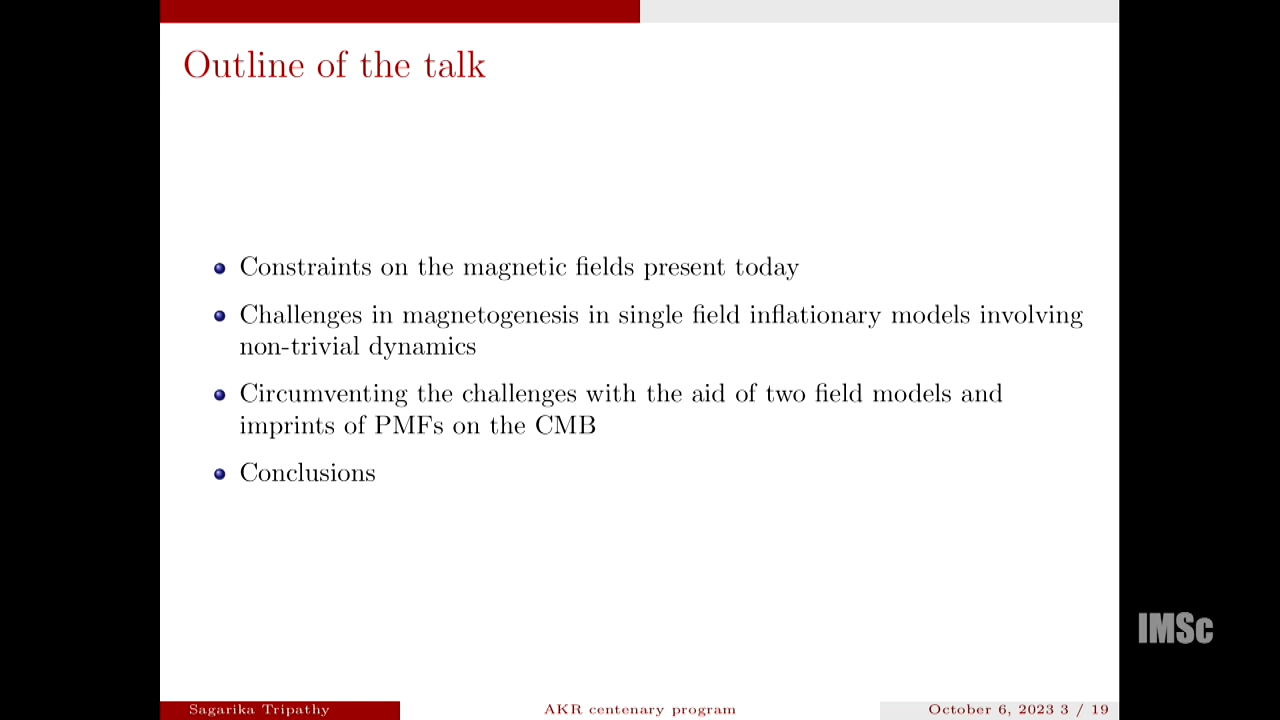 Outline of the talk
Constraints on the magnetic fields present today
Challenges in magnetogenesis in single field inflationary models involving
non-trivial dynamics
Circumventing the challenges with the aid of two field models and
imprints of PMFs on the CMB
Conclusions
IMSc
Sagarika Tripathy
AKR centenary program
October 6, 2023 3 / 19